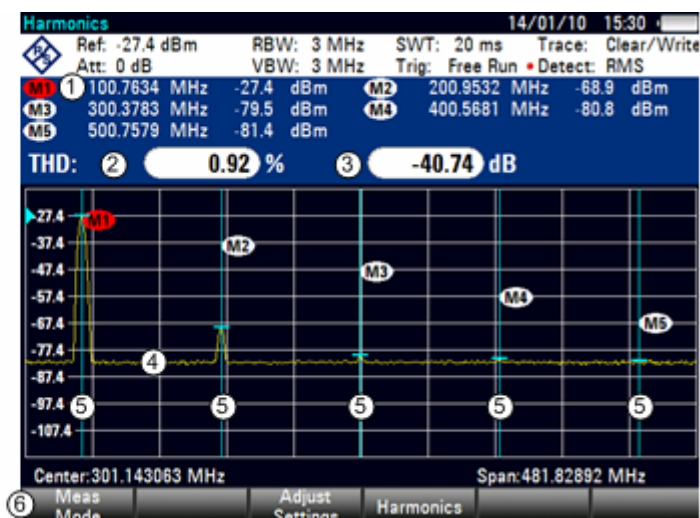 Harmonics 14/01/10 15:30
R S Ref: -27.4 dBm RBW: 3 MHz SWT: 20 ms Trace: Clear/Write
Att: 0 dB VBW: 3 MHz Trig: Free Run • Detect: RMS
M1 1 100.7634 MHz -27.4 dBm M2 200.9532 MHz -68.9 dBm
M3 300.3783 MHz -79.5 dBm M4 400.5681 MHz -80.8 dBm
M5 500.7579 MHz -81.4 dBm
THD: 2 0.92 % 3 -40.74 dB
-27.4 M1
-37.4 M2
-47.4 M3
-57.4 M4
-67.4 M5
-77.4
4
-87.4
-97.4 5 5 5 5 5
-107.4
Center:301.143063 MHz Span:481.82892 MHz
6 Meas Mode Adjust Settings Harmonics